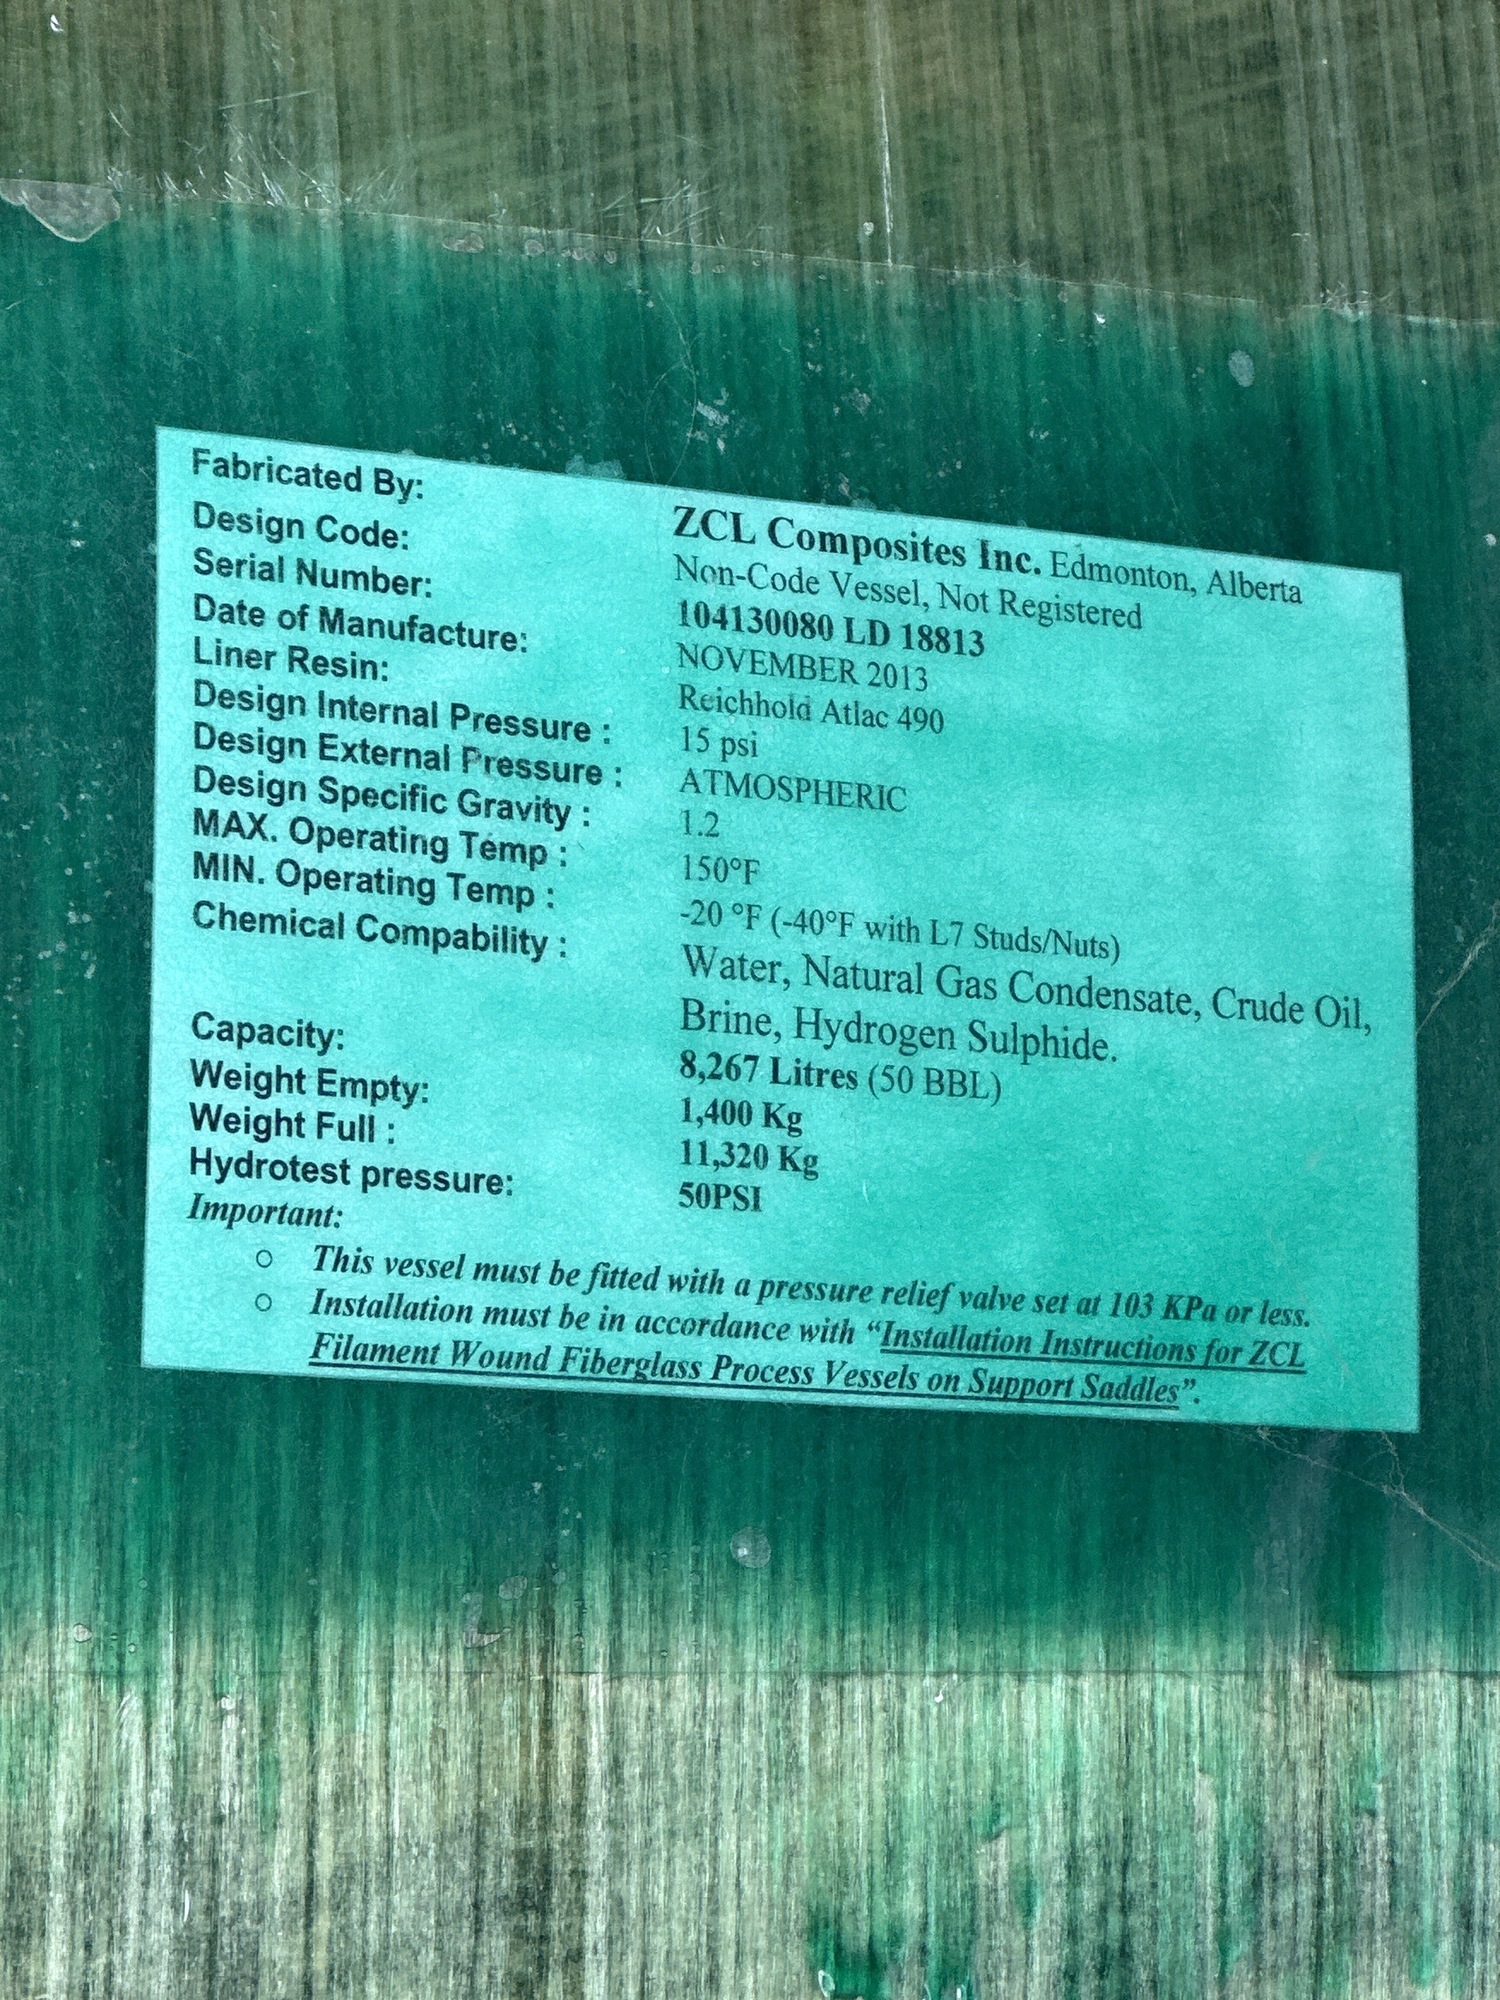 Fabricated By: ZCL Composites Inc. Edmonton, Alberta
Design Code: Non-Code Vessel, Not Registered
Serial Number: 104130080 LD 18813
Date of Manufacture: NOVEMBER 2013
Liner Resin: Reichhold Atlac 490
Design Internal Pressure : 15 psi
Design External Pressure : ATMOSPHERIC
Design Specific Gravity : 1.2
MAX. Operating Temp : 150°F
MIN. Operating Temp : -20 °F (-40°F with L7 Studs/Nuts)
Chemical Compability : Water, Natural Gas Condensate, Crude Oil,
Brine, Hydrogen Sulphide.
Capacity: 8,267 Litres (50 BBL)
Weight Empty: 1,400 Kg
Weight Full : 11,320 Kg
Hydrotest pressure: 50PSI
Important:
o This vessel must be fitted with a pressure relief valve set at 103 KPa or less.
o Installation must be in accordance with “Installation Instructions for ZCL
Filament Wound Fiberglass Process Vessels on Support Saddles”.